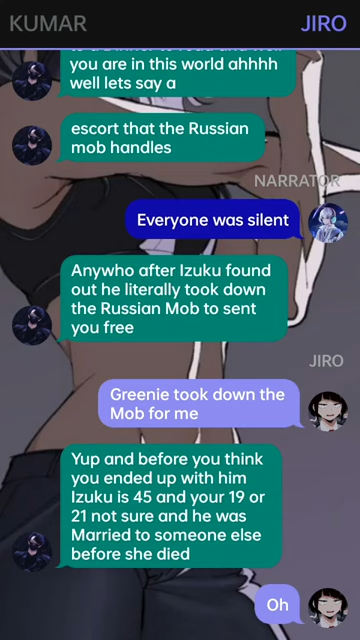 KUMAR
JIRO
you are in this world ahhhh
well lets say a
escort that the Russian
mob handles
NARRATOR
Everyone was silent
Anywho after Izuku found
out he literally took down
the Russian Mob to sent
you free
JIRO
Greenie took down the
Mob for me
Yup and before you think
you ended up with him
Izuku is 45 and your 19 or
21 not sure and he was
Married to someone else
before she died
Oh